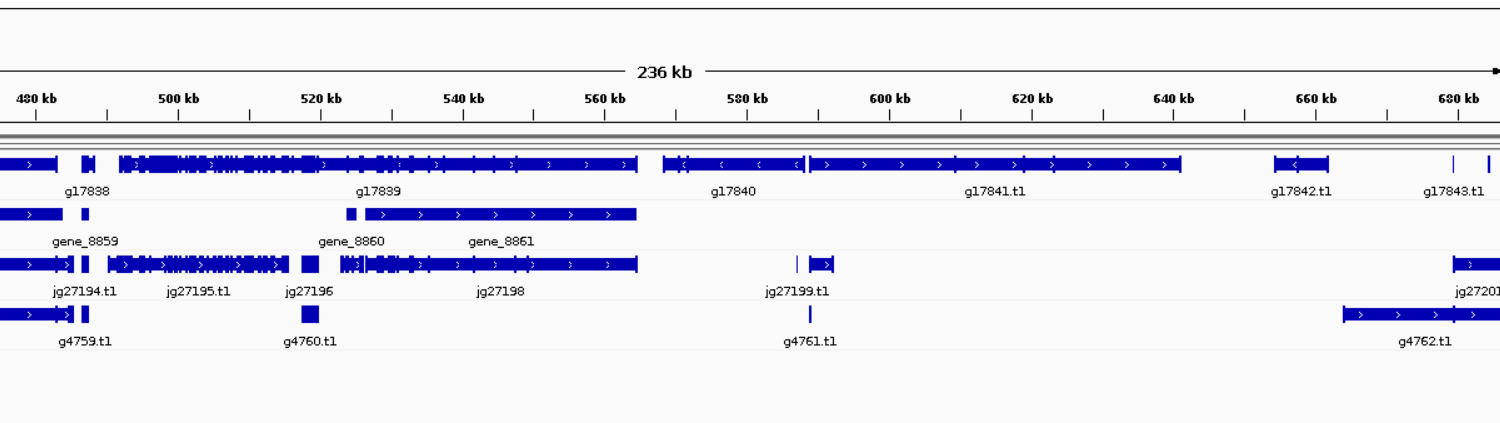 236 kb
480 kb 500 kb 520 kb 540 kb 560 kb 580 kb 600 kb 620 kb 640 kb 660 kb 680 kb
g17838 g17839 g17840 g17841.t1 g17842.t1 g17843.t1
gene_8859 gene_8860 gene_8861
jg27194.t1 jg27195.t1 jg27196 jg27198 jg27199.t1 jg27201
g4759.t1 g4760.t1 g4761.t1 g4762.t1